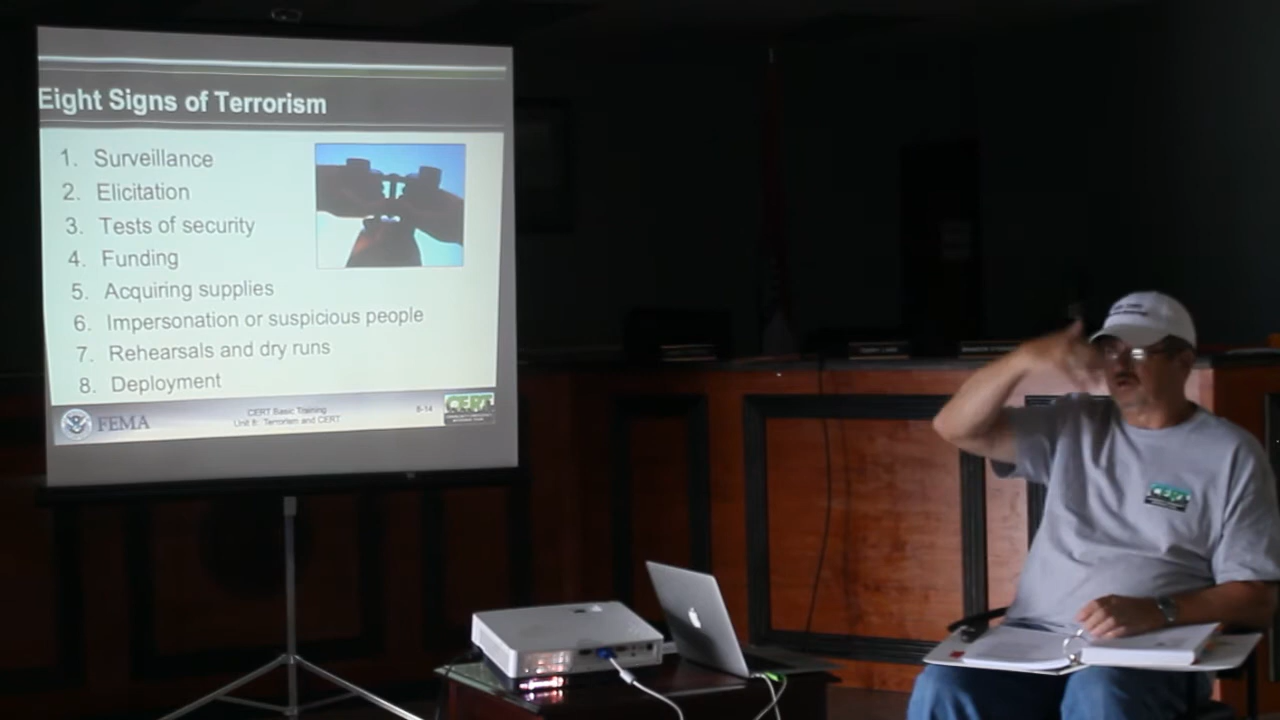 Eight Signs of Terrorism
1. Surveillance
2. Elicitation
3. Tests of security
4. Funding
5. Acquiring supplies
6. Impersonation or suspicious people
7. Rehearsals and dry runs
8. Deployment
FEMA
CERT Basic Training
Unit 8: Terrorism and CERT
8-14
CERT
CERT